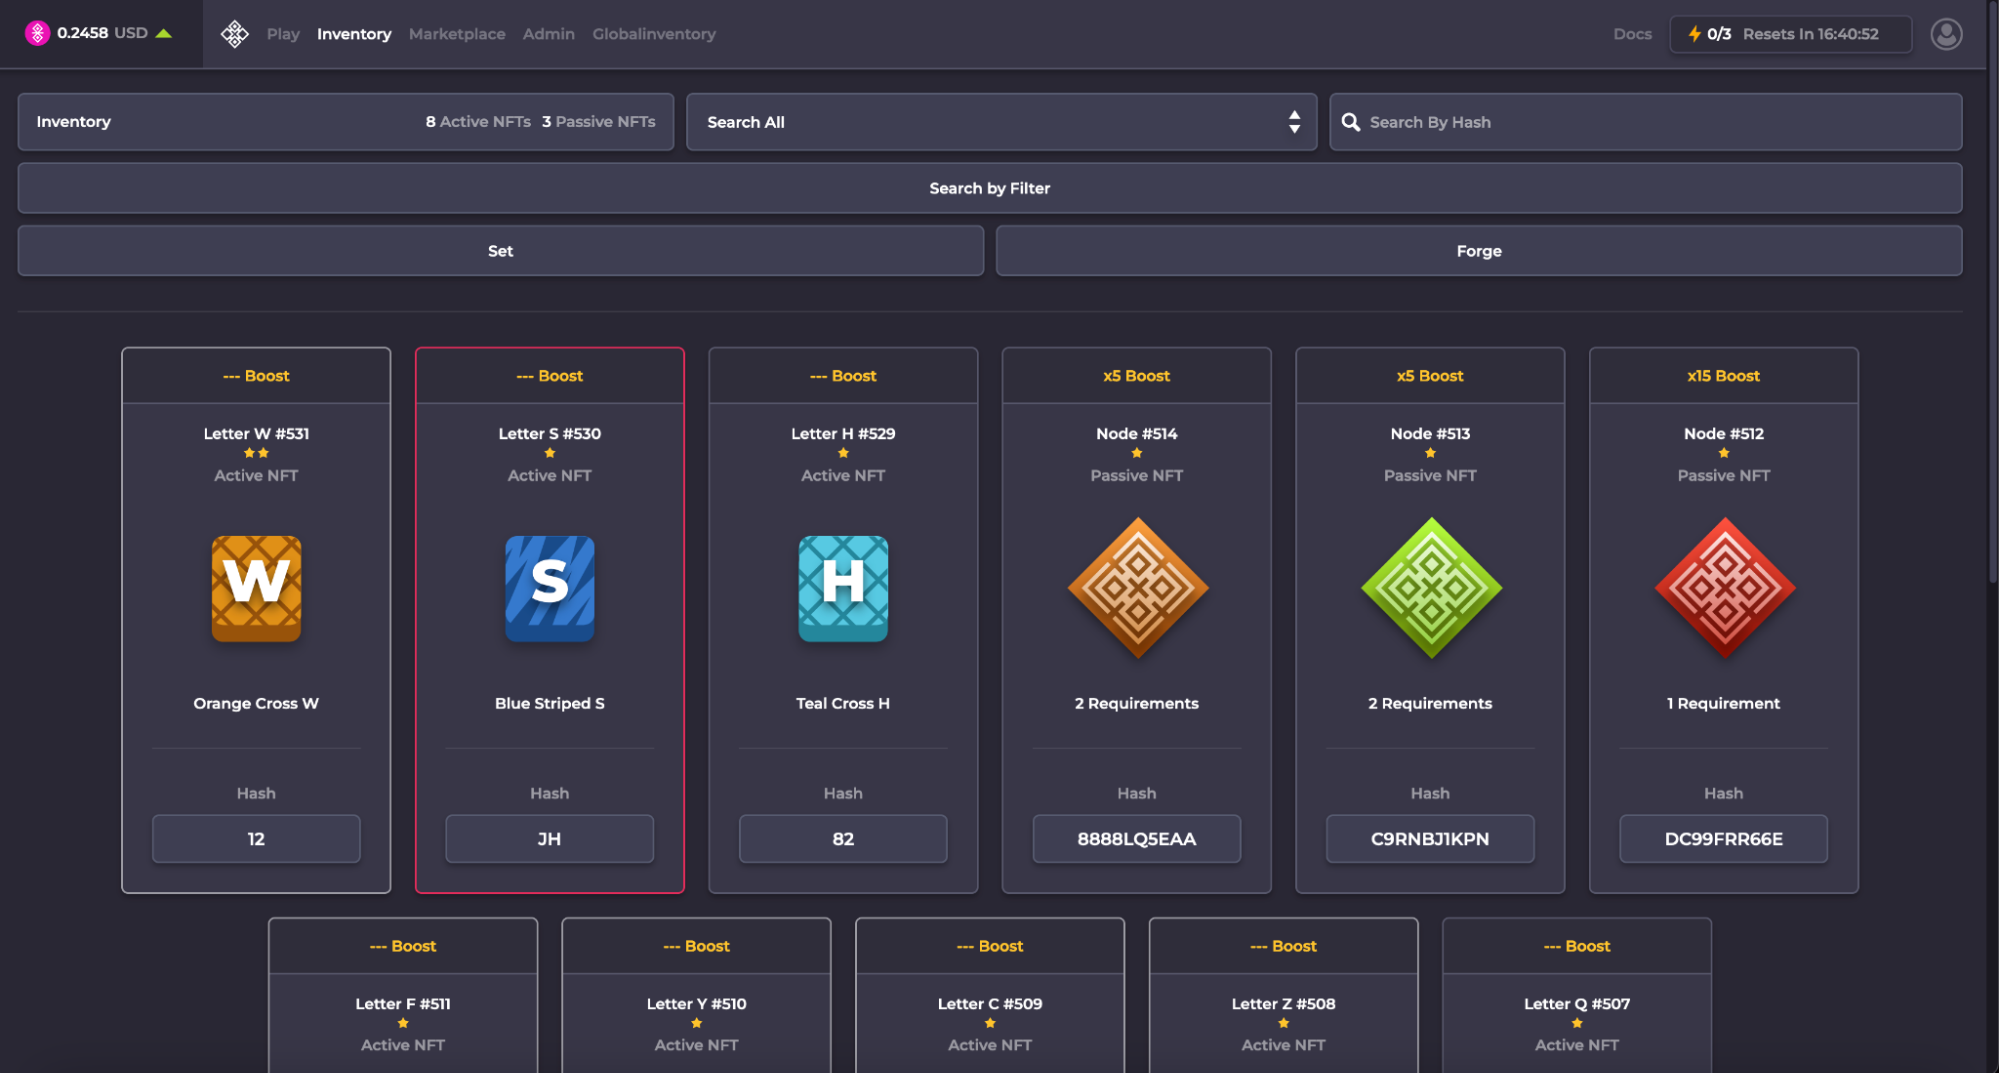 0.2458 USD
Play Inventory Marketplace Admin Globalinventory
Docs
0/3 Resets In 16:40:52
Inventory 8 Active NFTs 3 Passive NFTs
Search All
Search By Hash
Search by Filter
Set
Forge
--- Boost
Letter W #531
Active NFT
W
Orange Cross W
Hash
12
--- Boost
Letter S #530
Active NFT
S
Blue Striped S
Hash
JH
--- Boost
Letter H #529
Active NFT
H
Teal Cross H
Hash
82
x5 Boost
Node #514
Passive NFT
2 Requirements
Hash
8888LQ5EAA
x5 Boost
Node #513
Passive NFT
2 Requirements
Hash
C9RNBJ1KPN
x15 Boost
Node #512
Passive NFT
1 Requirement
Hash
DC99FRR66E
--- Boost
Letter F #511
Active NFT
--- Boost
Letter Y #510
Active NFT
--- Boost
Letter C #509
Active NFT
--- Boost
Letter Z #508
Active NFT
--- Boost
Letter Q #507
Active NFT